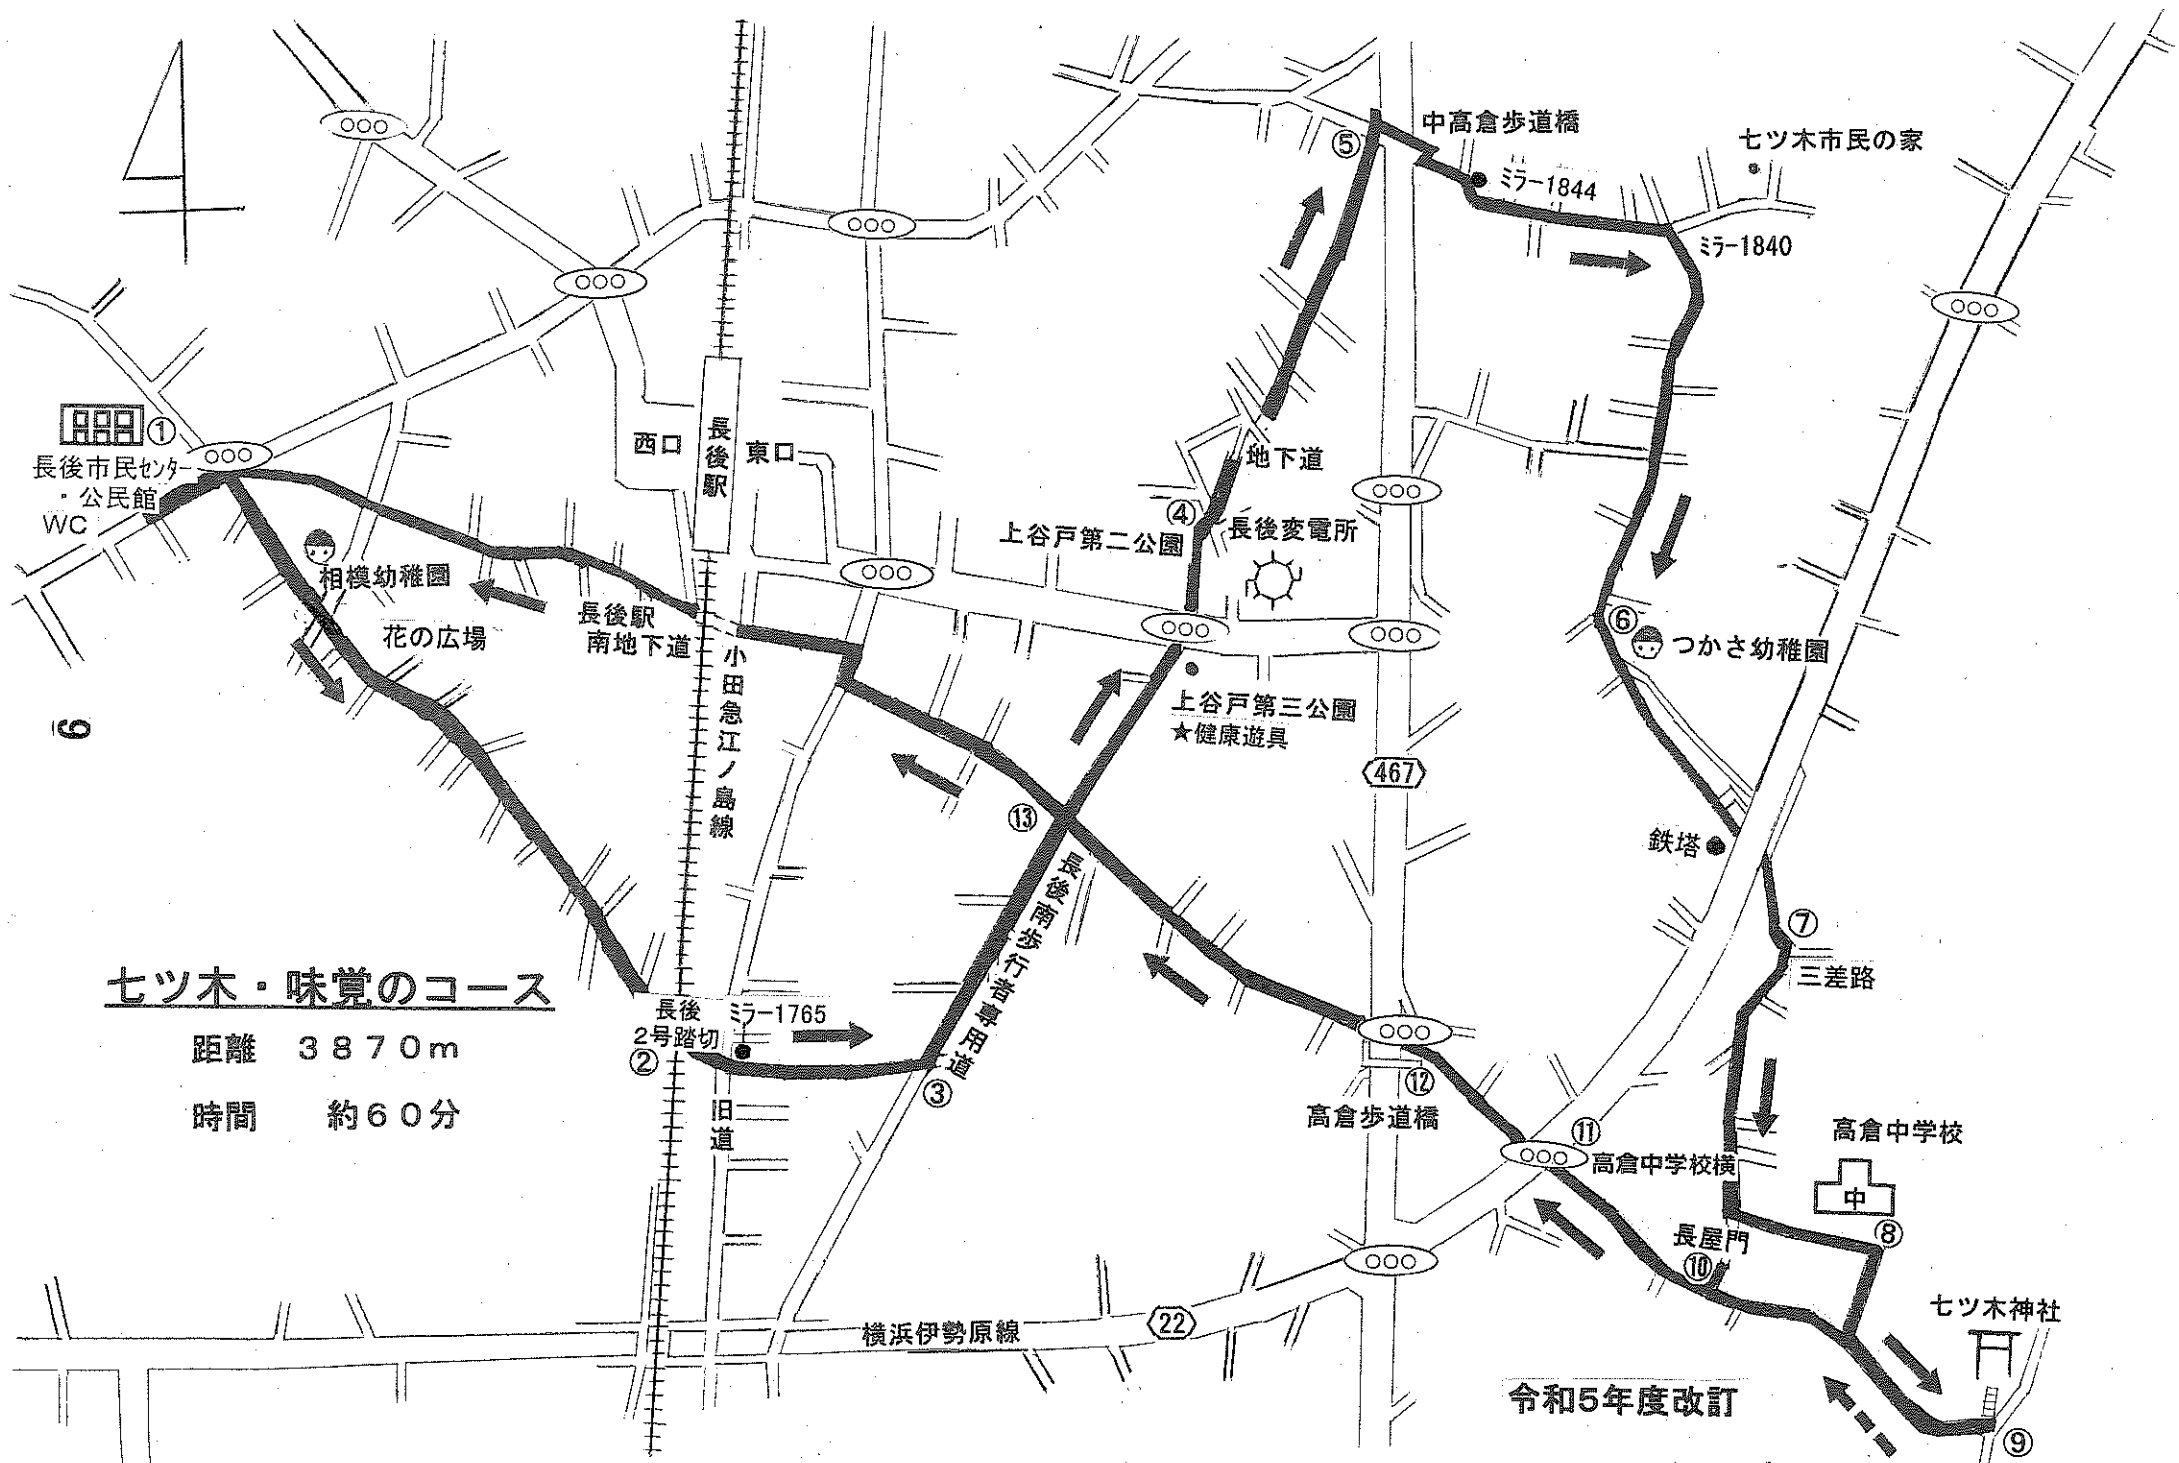 中高倉歩道橋
⑤
七ツ木市民の家
ﾐﾗｰ1844
ﾐﾗｰ1840
①
長後市民ｾﾝﾀｰ
・公民館
WC
西口
長後駅
東口
地下道
④
上谷戸第二公園
長後変電所
相模幼稚園
花の広場
長後駅
南地下道
小田急江ノ島線
⑥
つかさ幼稚園
上谷戸第三公園
★健康遊具
6
467
⑬
鉄塔
長後南歩行者専用道
⑦
三差路
七ツ木・味覚のコース
距離 3870m
時間 約60分
長後
2号踏切
②
ﾐﾗｰ1765
③
旧道
⑫
高倉歩道橋
⑪
高倉中学校横
高倉中学校
中
⑧
長屋門
⑩
七ツ木神社
横浜伊勢原線
22
令和5年度改訂
⑨